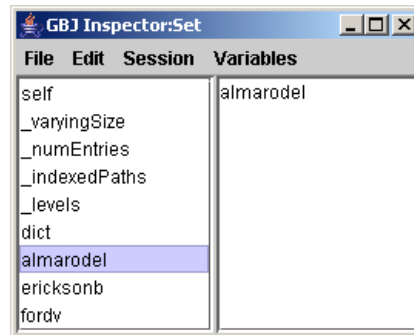 GBJ Inspector:Set
File Edit Session Variables
self
_varyingSize
_numEntries
_indexedPaths
_levels
dict
almarodel
ericksonb
fordv
almarodel